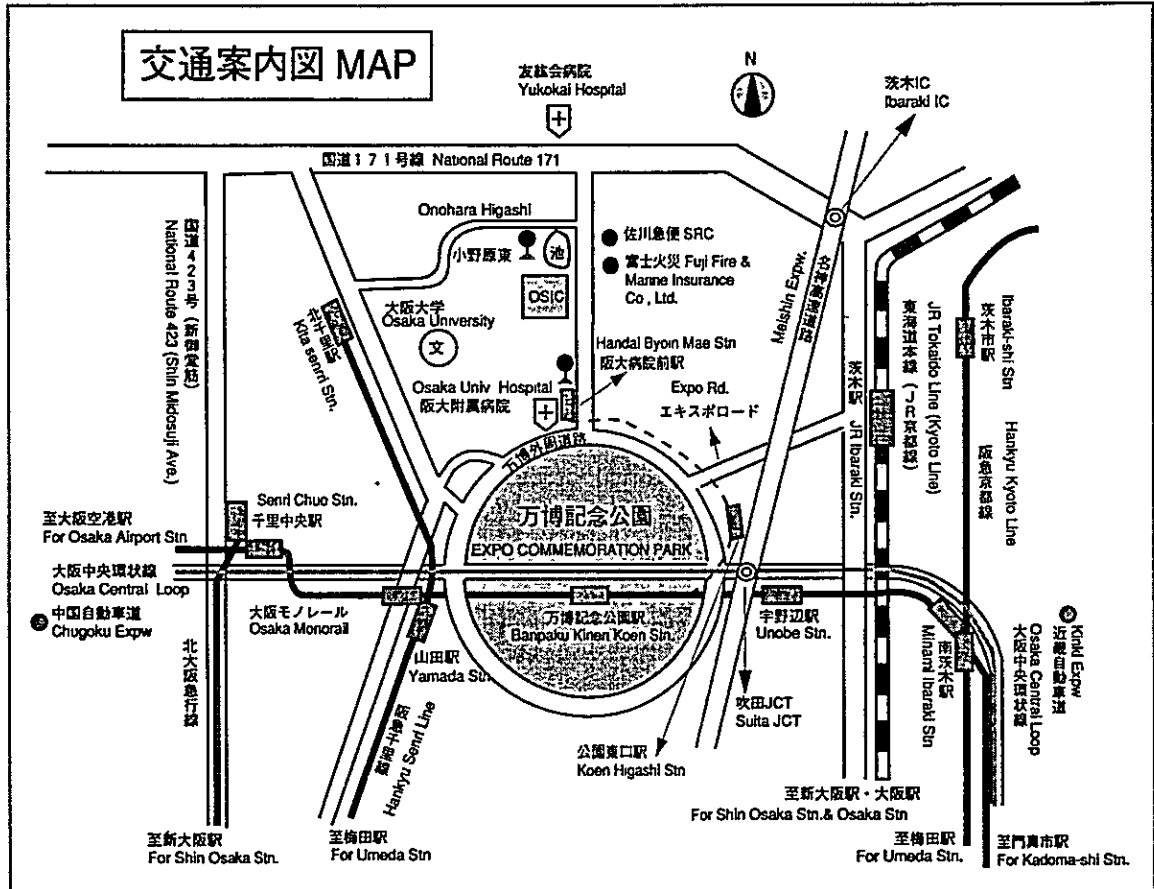 交通案内図 MAP
友紘会病院
Yukokai Hospital
N
茨木IC
Ibaraki IC
国道171号線 National Route 171
国道423号(新御堂筋)
National Route 423 (Shin Midosuji Ave.)
Onohara Higashi
小野原東
池
OSIC
佐川急便 SRC
富士火災 Fuji Fire &
Marine Insurance
Co., Ltd.
Meishin Expw.
大阪大学
Osaka University
文
Kita senri Stn.
Handai Byoin Mae Stn
阪大病院前駅
Osaka Univ Hospital
阪大附属病院
Expo Rd.
エキスポロード
万博外周道路
茨木駅 JR Ibaraki Stn.
東海道本線(JR京都線)
JR Tokaido Line (Kyoto Line)
茨木市駅
Ibaraki-shi Stn
阪急京都線
Hankyu Kyoto Line
Senri Chuo Stn.
千里中央駅
至大阪空港駅
For Osaka Airport Stn
万博記念公園
EXPO COMMEMORATION PARK
大阪中央環状線
Osaka Central Loop
中国自動車道
Chugoku Expw
大阪モノレール
Osaka Monorail
万博記念公園駅
Banpaku Kinen Koen Stn.
宇野辺駅
Unobe Stn.
山田駅
Yamada Stn
南茨木駅
Minami Ibaraki Stn
Kinki Expw
近畿自動車道
Osaka Central Loop
大阪中央環状線
北大阪急行線
Hankyu Senri Line
吹田JCT
Suita JCT
公園東口駅
Koen Higashi Stn
至新大阪駅・大阪駅
For Shin Osaka Stn.& Osaka Stn
至新大阪駅
For Shin Osaka Stn.
至梅田駅
For Umeda Stn
至梅田駅
For Umeda Stn.
至門真市駅
For Kadoma-shi Stn.